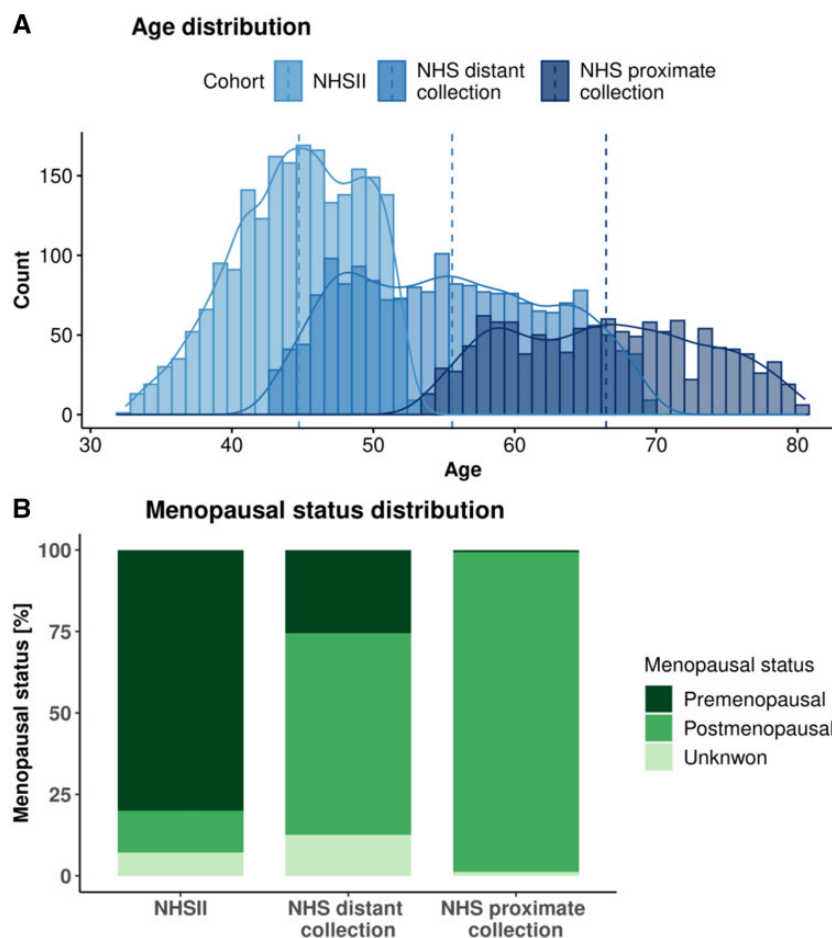 A
Age distribution
Cohort NHSII NHS distant collection NHS proximate collection
150
100
50
0
Count
30 40 50 60 70 80
Age
B
Menopausal status distribution
100
75
50
25
0
Menopausal status [%]
NHSII NHS distant collection NHS proximate collection
Menopausal status
Premenopausal
Postmenopausal
Unknwon